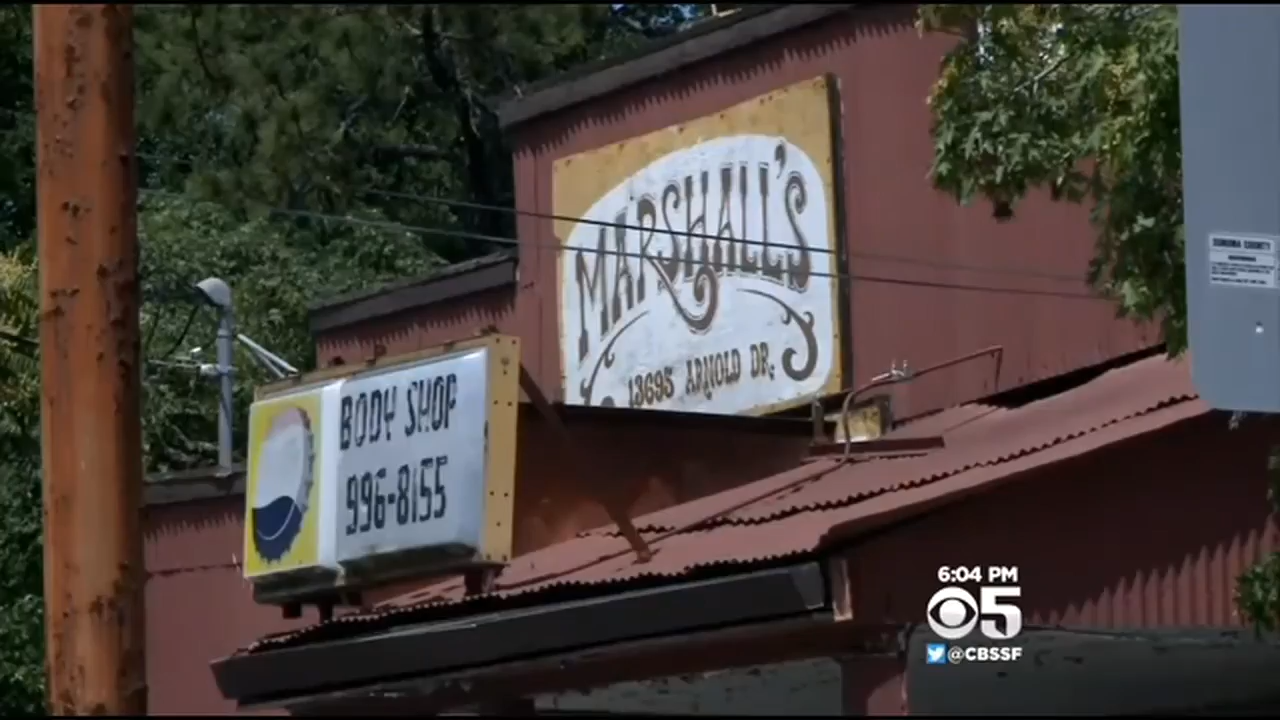 MARSHALL'S
13695 ARNOLD DR.
BODY SHOP
996-8155
SONOMA COUNTY
6:04 PM
5
@CBSSF